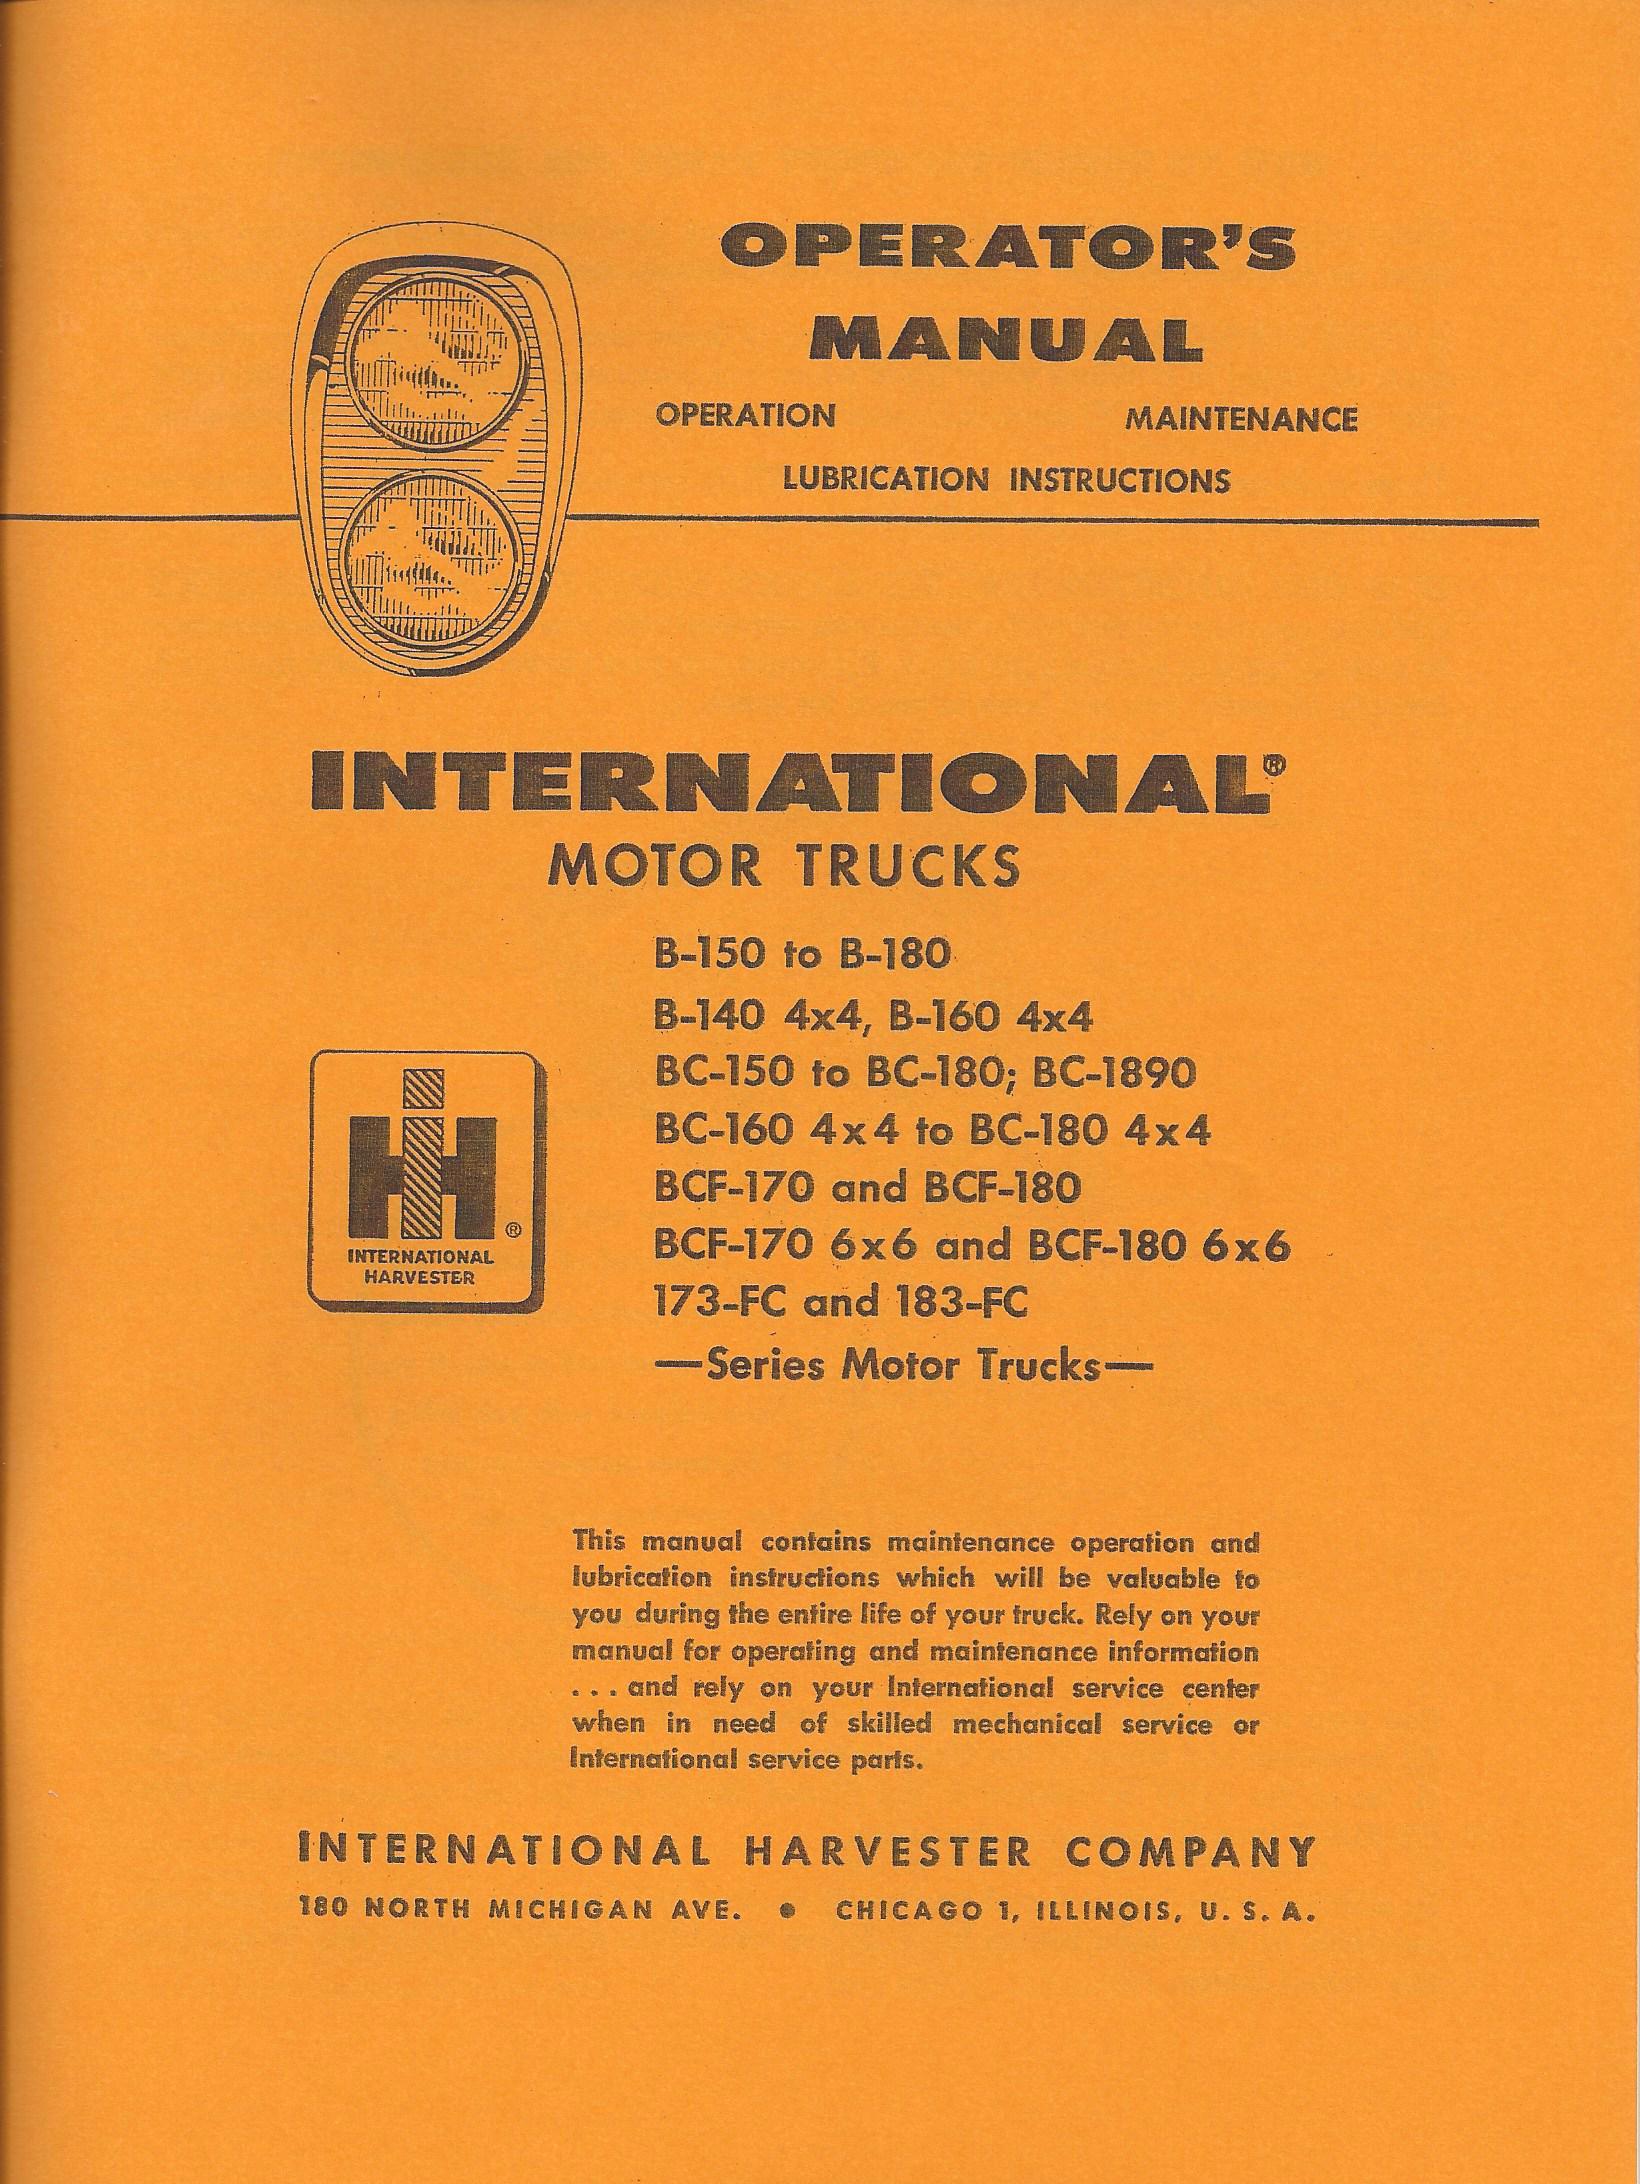 OPERATOR'S
MANUAL
OPERATION MAINTENANCE
LUBRICATION INSTRUCTIONS
INTERNATIONAL®
MOTOR TRUCKS
B-150 to B-180
B-140 4x4, B-160 4x4
BC-150 to BC-180; BC-1890
BC-160 4x4 to BC-180 4x4
BCF-170 and BCF-180
BCF-170 6x6 and BCF-180 6x6
173-FC and 183-FC
—Series Motor Trucks—
IH ®
INTERNATIONAL
HARVESTER
This manual contains maintenance operation and
lubrication instructions which will be valuable to
you during the entire life of your truck. Rely on your
manual for operating and maintenance information
. . . and rely on your International service center
when in need of skilled mechanical service or
International service parts.
INTERNATIONAL HARVESTER COMPANY
180 NORTH MICHIGAN AVE. • CHICAGO 1, ILLINOIS, U. S. A.